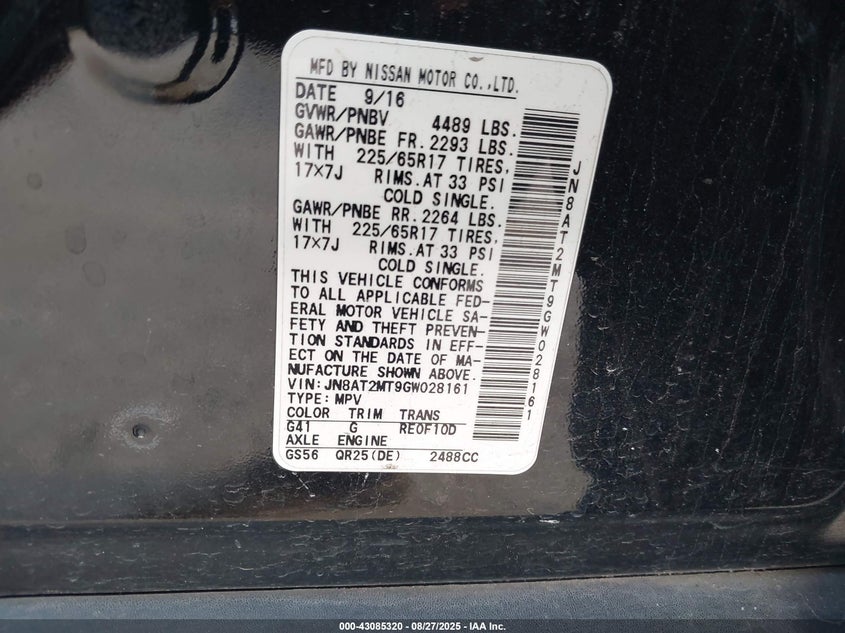 MFD BY NISSAN MOTOR CO.,LTD.
DATE 9/16
GVWR/PNBV 4489 LBS.
GAWR/PNBE FR. 2293 LBS.
WITH 225/65R17 TIRES,
17×7J RIMS. AT 33 PSI
COLD SINGLE.
GAWR/PNBE RR. 2264 LBS.
WITH 225/65R17 TIRES,
17×7J RIMS. AT 33 PSI
COLD SINGLE.
THIS VEHICLE CONFORMS
TO ALL APPLICABLE FED-
ERAL MOTOR VEHICLE SA-
FETY AND THEFT PREVEN-
TION STANDARDS IN EFF-
ECT ON THE DATE OF MA-
NUFACTURE SHOWN ABOVE.
VIN:JN8AT2MT9GW028161
TYPE:MPV
COLOR TRIM TRANS
G41 G RE0F10D
AXLE ENGINE
GS56 QR25(DE) 2488CC
JN8AT2MT9GW028161
000-43085320 - 08/27/2025 - IAA Inc.